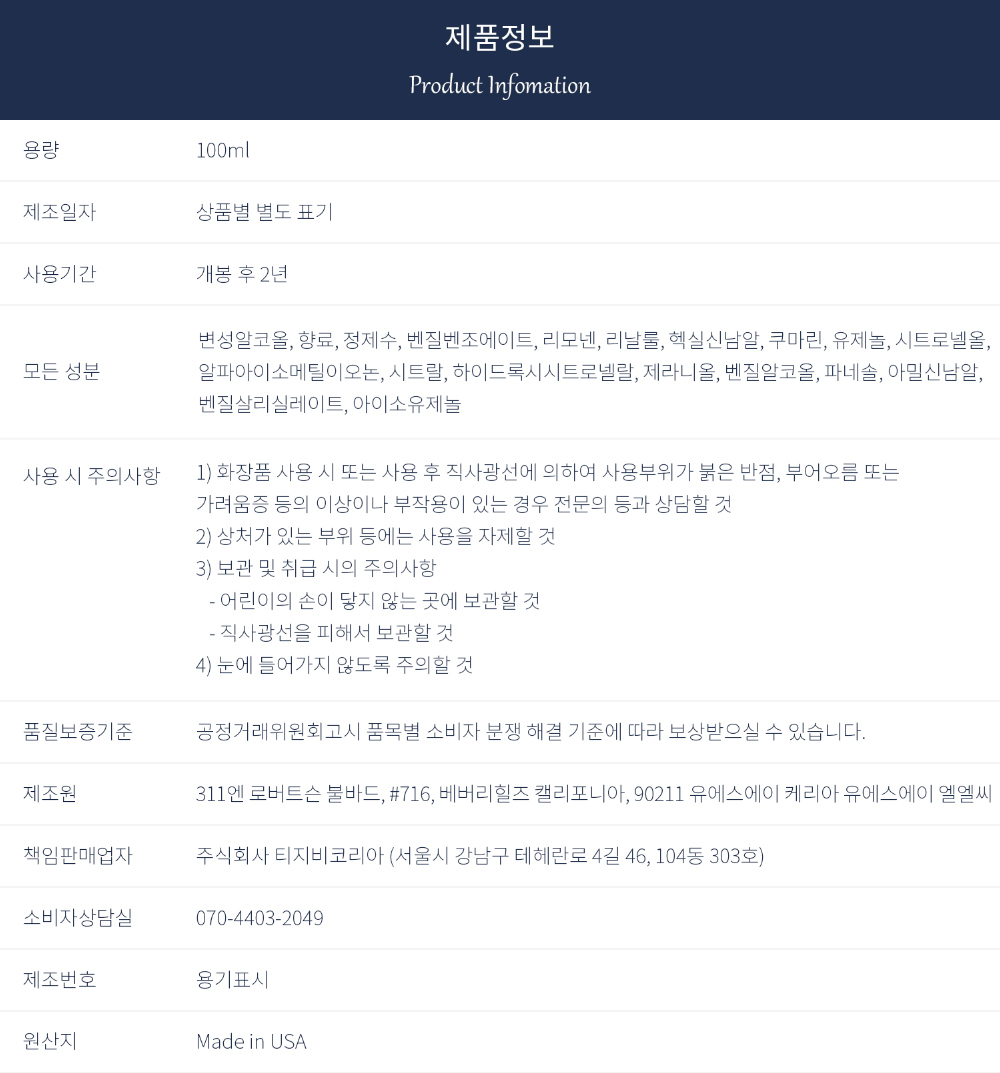 제품정보
Product Infomation
용량 100ml
제조일자 상품별 별도 표기
사용기간 개봉 후 2년
모든 성분 변성알코올, 향료, 정제수, 벤질벤조에이트, 리모넨, 리날룰, 헥실신남알, 쿠마린, 유제놀, 시트로넬올,
알파아이소메틸이오논, 시트랄, 하이드록시시트로넬랄, 제라니올, 벤질알코올, 파네솔, 아밀신남알,
벤질살리실레이트, 아이소유제놀
사용 시 주의사항 1) 화장품 사용 시 또는 사용 후 직사광선에 의하여 사용부위가 붉은 반점, 부어오름 또는
가려움증 등의 이상이나 부작용이 있는 경우 전문의 등과 상담할 것
2) 상처가 있는 부위 등에는 사용을 자제할 것
3) 보관 및 취급 시의 주의사항
- 어린이의 손이 닿지 않는 곳에 보관할 것
- 직사광선을 피해서 보관할 것
4) 눈에 들어가지 않도록 주의할 것
품질보증기준 공정거래위원회고시 품목별 소비자 분쟁 해결 기준에 따라 보상받으실 수 있습니다.
제조원 311엔 로버트슨 불바드, #716, 베버리힐즈 캘리포니아, 90211 유에스에이 케리아 유에스에이 엘엘씨
책임판매업자 주식회사 티지비코리아 (서울시 강남구 테헤란로 4길 46, 104동 303호)
소비자상담실 070-4403-2049
제조번호 용기표시
원산지 Made in USA